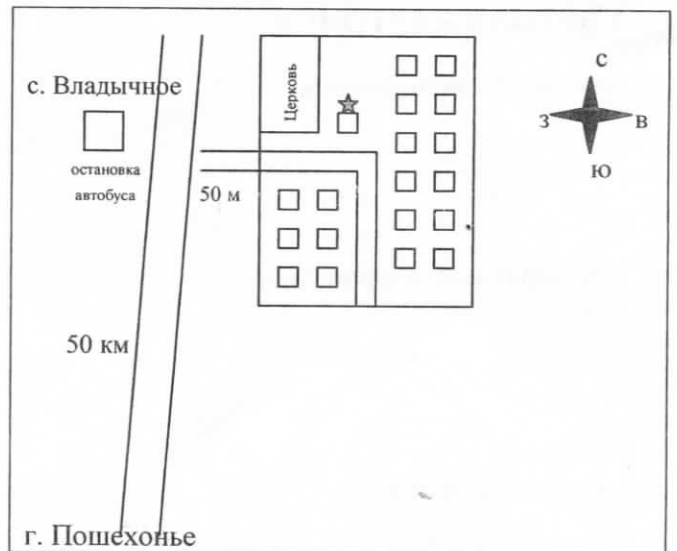 с. Владычное
остановка
автобуса
Церковь
50 м
50 км
г. Пошехонье
с
з
в
ю